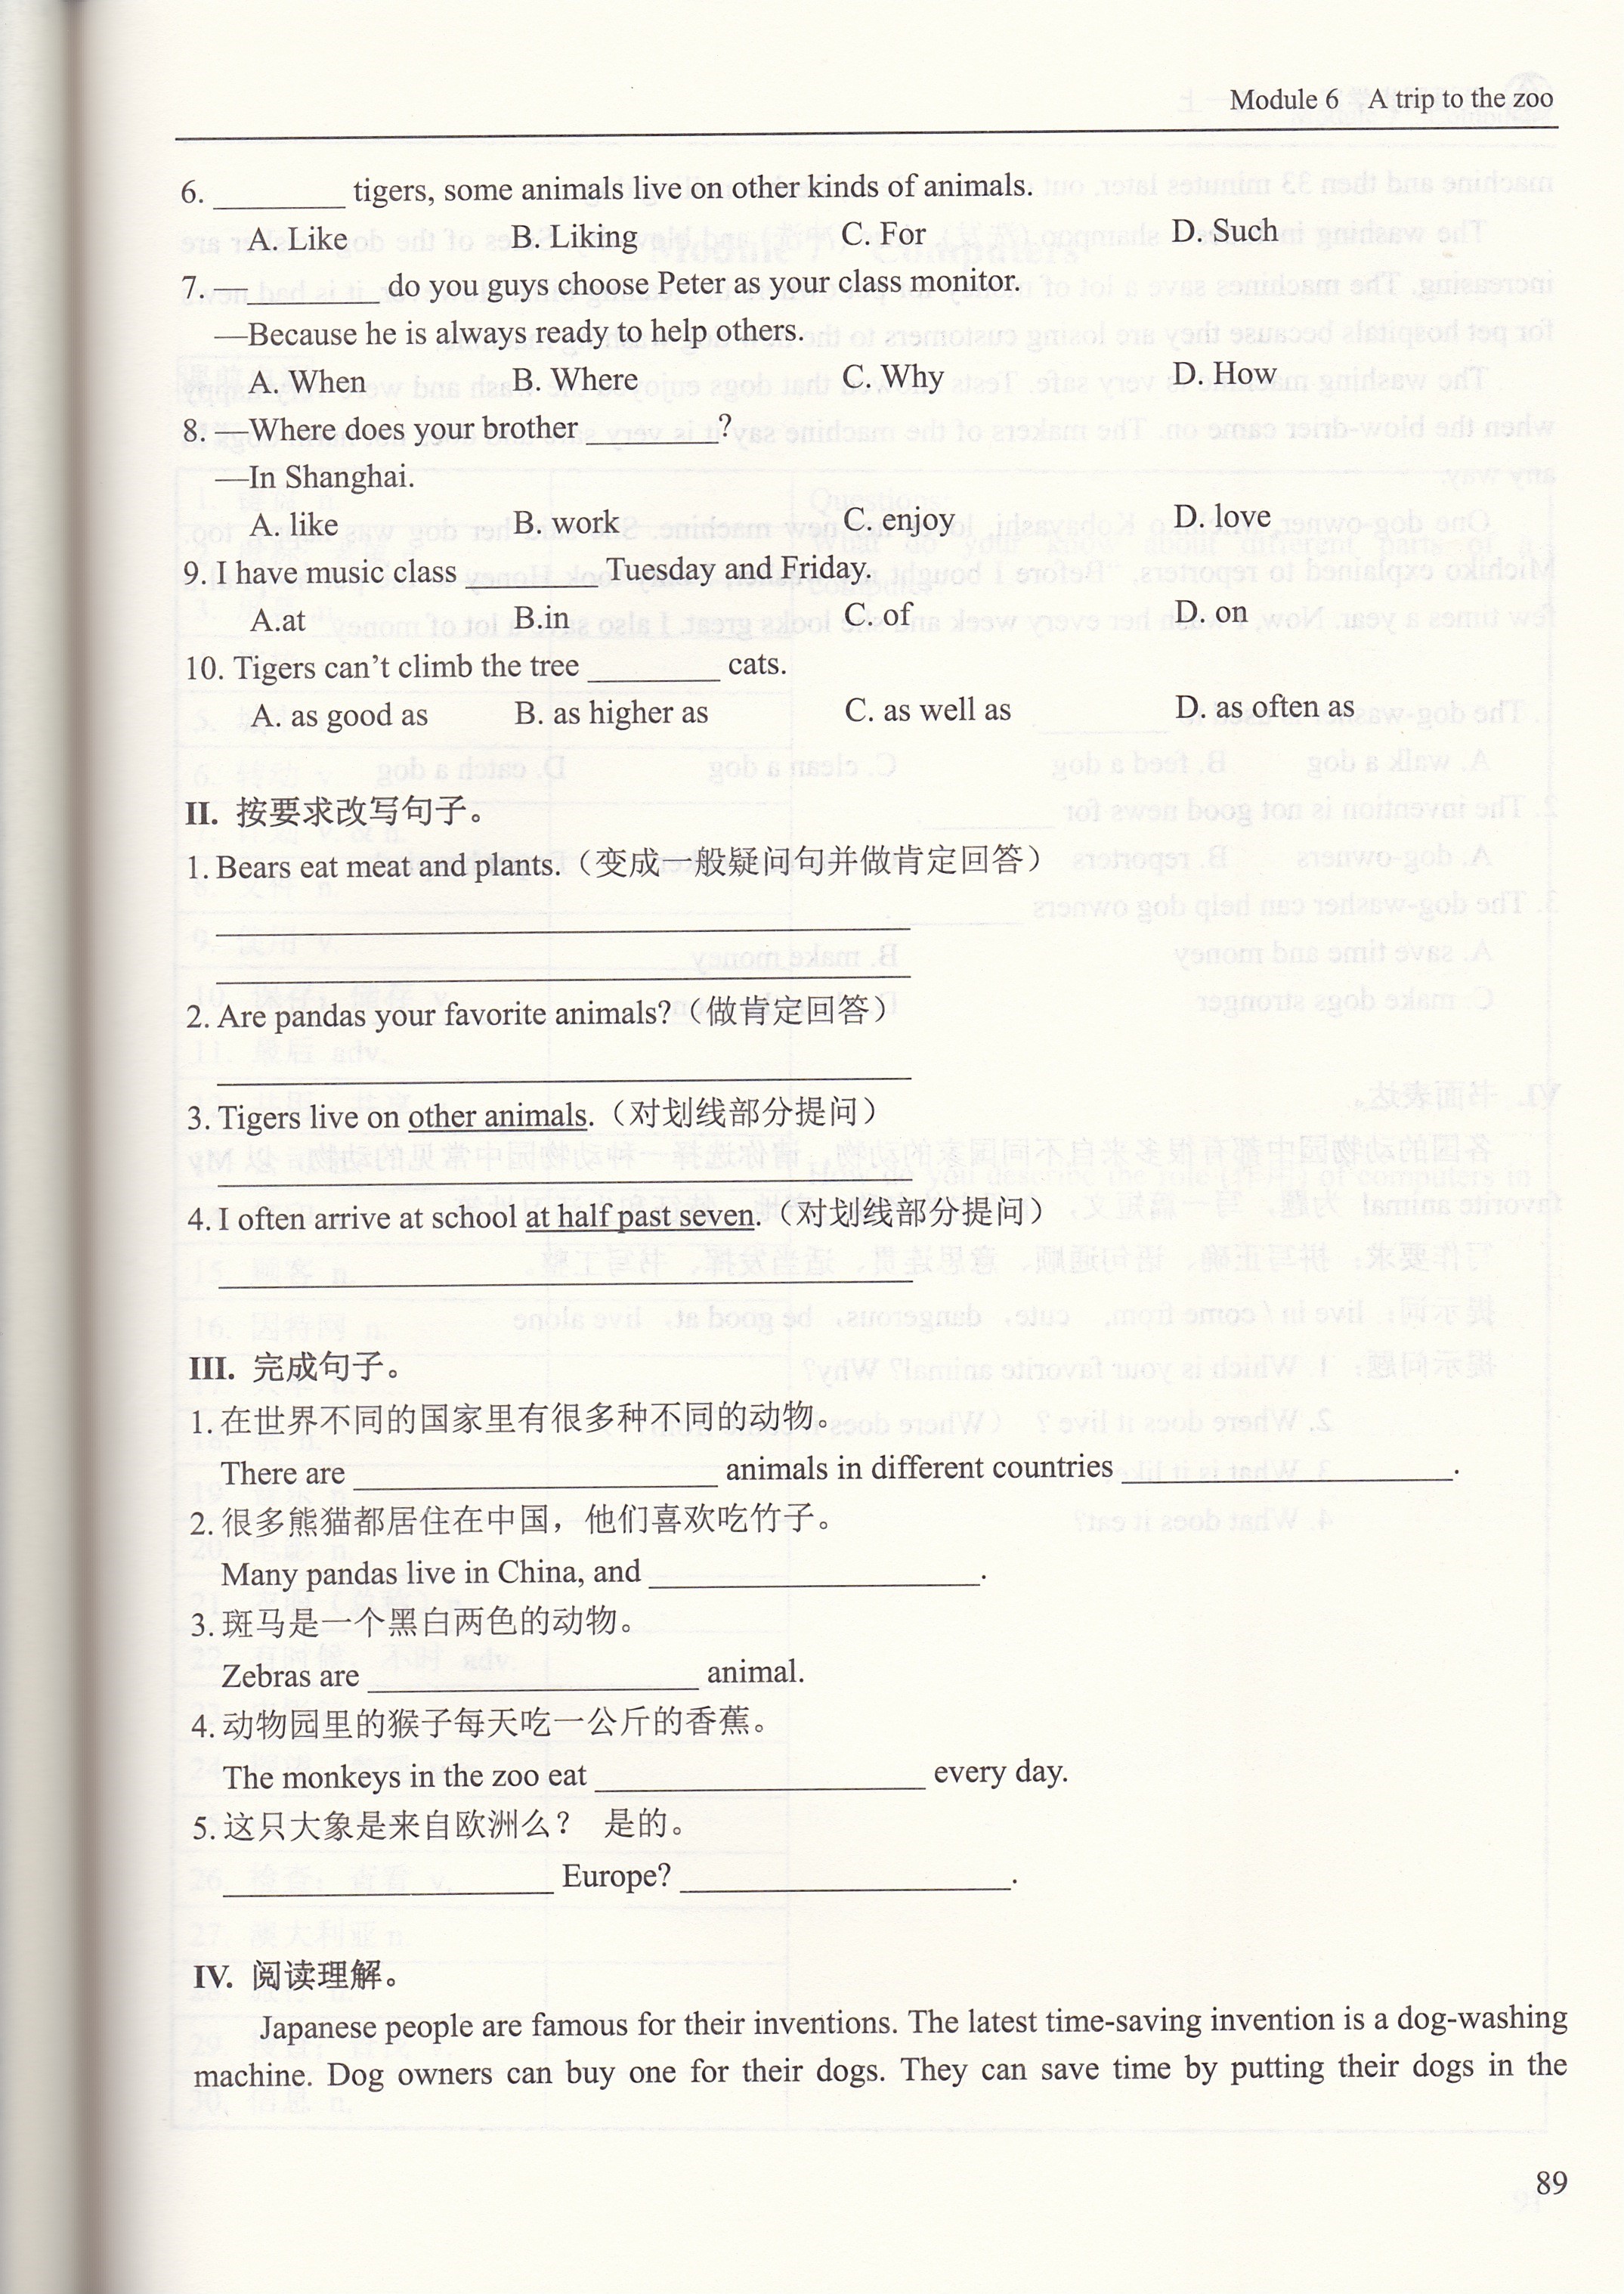 Module 6 A trip to the zoo
6. ________ tigers, some animals live on other kinds of animals.
A. Like B. Liking C. For D. Such
7. —________ do you guys choose Peter as your class monitor.
—Because he is always ready to help others.
A. When B. Where C. Why D. How
8. —Where does your brother ________?
—In Shanghai.
A. like B. work C. enjoy D. love
9. I have music class ________ Tuesday and Friday.
A.at B.in C. of D. on
10. Tigers can't climb the tree ________ cats.
A. as good as B. as higher as C. as well as D. as often as
II. 按要求改写句子。
1. Bears eat meat and plants.（变成一般疑问句并做肯定回答）
2. Are pandas your favorite animals?（做肯定回答）
3. Tigers live on other animals.（对划线部分提问）
4. I often arrive at school at half past seven.（对划线部分提问）
III. 完成句子。
1. 在世界不同的国家里有很多种不同的动物。
There are ________ animals in different countries ________.
2. 很多熊猫都居住在中国，他们喜欢吃竹子。
Many pandas live in China, and ________.
3. 斑马是一个黑白两色的动物。
Zebras are ________ animal.
4. 动物园里的猴子每天吃一公斤的香蕉。
The monkeys in the zoo eat ________ every day.
5. 这只大象是来自欧洲么？ 是的。
________ Europe? ________.
IV. 阅读理解。
Japanese people are famous for their inventions. The latest time-saving invention is a dog-washing
machine. Dog owners can buy one for their dogs. They can save time by putting their dogs in the
89